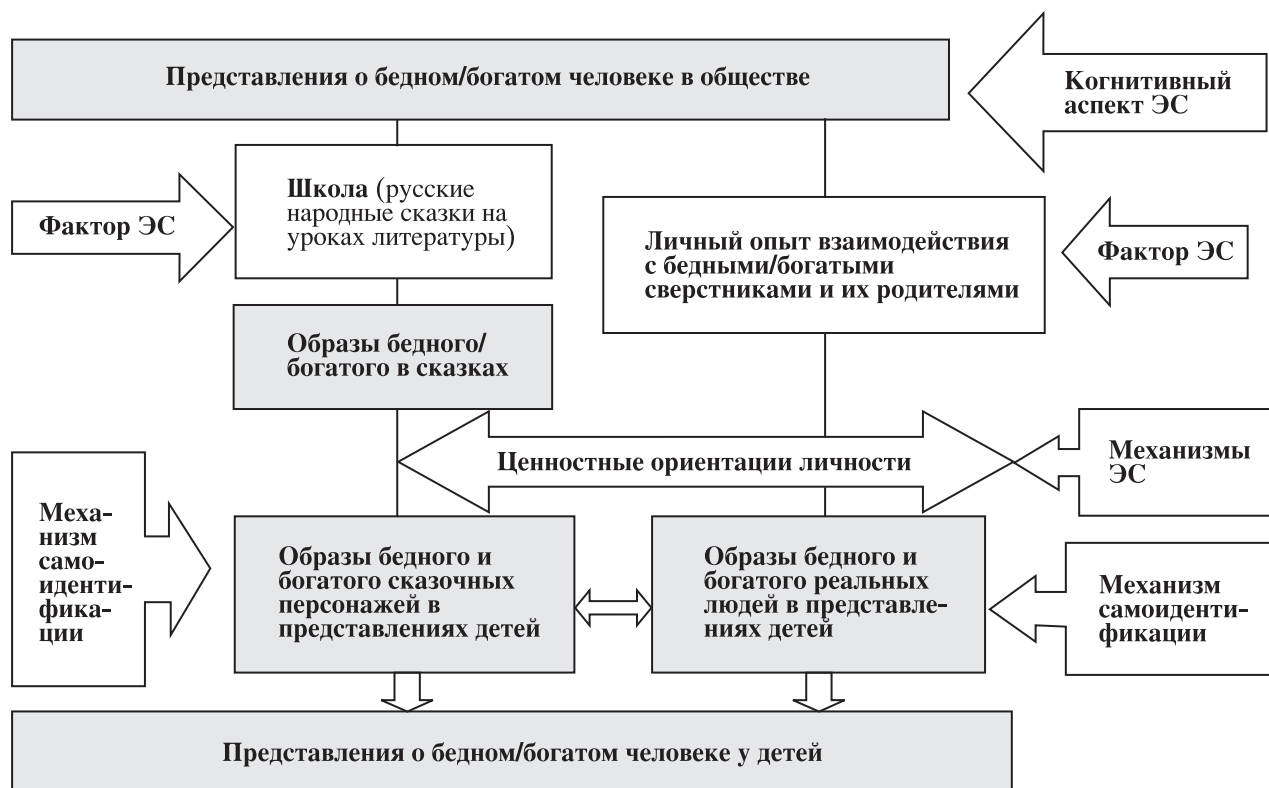 Представления о бедном/богатом человеке в обществе
Когнитивный
аспект ЭС
Школа (русские
народные сказки на
уроках литературы)
Фактор ЭС
Личный опыт взаимодействия
с бедными/богатыми
сверстниками и их родителями
Фактор ЭС
Образы бедного/
богатого в сказках
Ценностные ориентации личности
Механизмы
ЭС
Меха-
низм
само-
иденти-
фика-
ции
Образы бедного и
богатого сказочных
персонажей в
представлениях детей
Образы бедного и
богатого реальных
людей в представле-
ниях детей
Механизм
самоиденти-
фикации
Представления о бедном/богатом человеке у детей